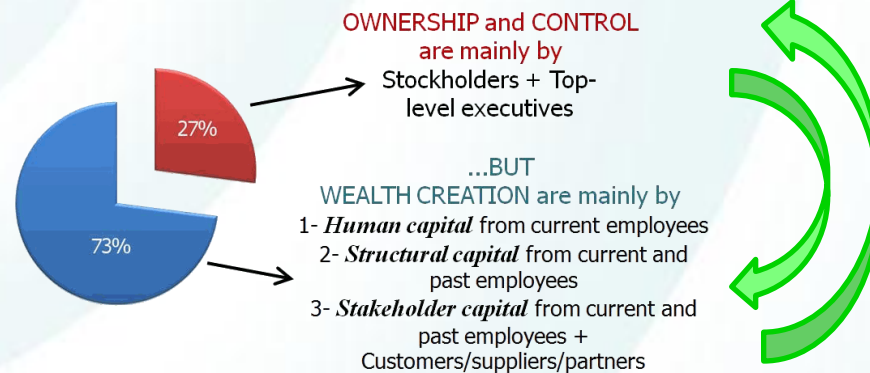 OWNERSHIP and CONTROL
are mainly by
Stockholders + Top-
level executives
27%
...BUT
WEALTH CREATION are mainly by
1- Human capital from current employees
73%
2- Structural capital from current and
past employees
3- Stakeholder capital from current and
past employees +
Customers/suppliers/partners